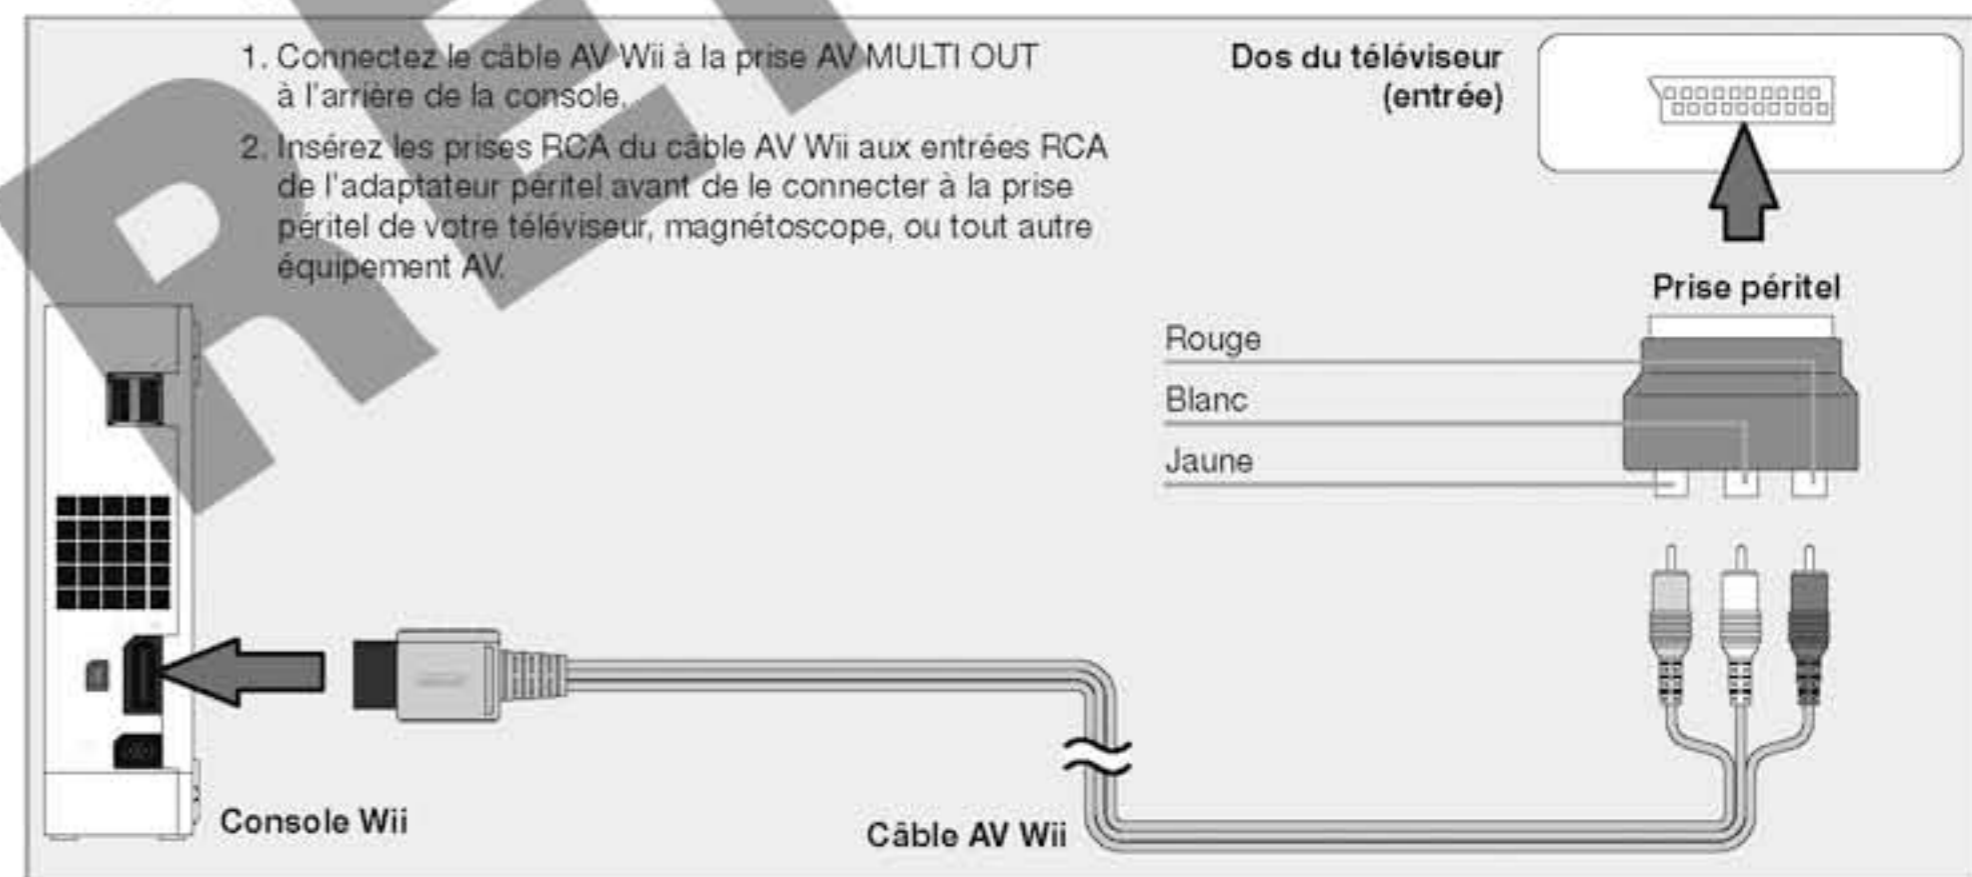 1. Connectez le câble AV Wii à la prise AV MULTI OUT
à l'arrière de la console.
2. Insérez les prises RCA du câble AV Wii aux entrées RCA
de l'adaptateur péritel avant de le connecter à la prise
péritel de votre téléviseur, magnétoscope, ou tout autre
équipement AV.
Dos du téléviseur
(entrée)
Prise péritel
Rouge
Blanc
Jaune
Console Wii
Câble AV Wii